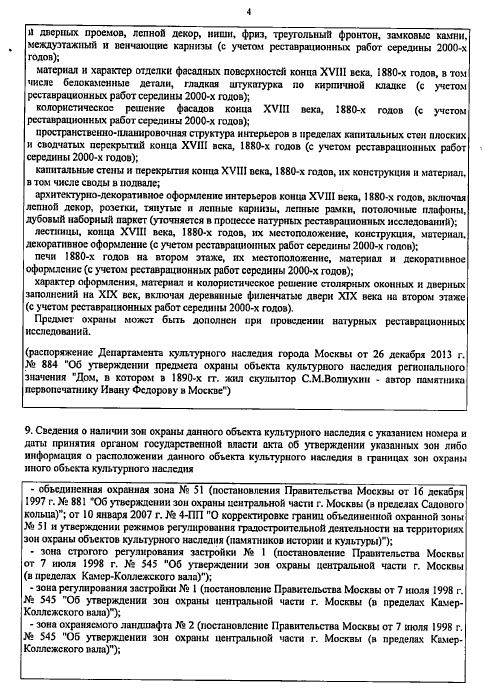 4
и дверных проемов, лепной декор, ниши, фриз, треугольный фронтон, замковые камни,
междуэтажный и венчающие карнизы (с учетом реставрационных работ середины 2000-х
годов);
материал и характер отделки фасадных поверхностей конца XVIII века, 1880-х годов, в том
числе белокаменные детали, гладкая штукатурка по кирпичной кладке (с учетом
реставрационных работ середины 2000-х годов);
колористическое решение фасадов конца XVIII века, 1880-х годов (с учетом
реставрационных работ середины 2000-х годов);
пространственно-планировочная структура интерьеров в пределах капитальных стен плоских
и сводчатых перекрытий конца XVIII века, 1880-х годов (с учетом реставрационных работ
середины 2000-х годов);
капитальные стены и перекрытия конца XVIII века, 1880-х годов, их конструкция и материал,
в том числе своды в подвале;
архитектурно-декоративное оформление интерьеров конца XVIII века, 1880-х годов, включая
лепной декор, розетки, тянутые и лепные карнизы, лепные рамки, потолочные плафоны,
дубовый наборный паркет (уточняется в процессе натурных реставрационных исследований);
лестницы, конца XVIII века, 1880-х годов, их местоположение, конструкция, материал,
декоративное оформление (с учетом реставрационных работ середины 2000-х годов);
печи 1880-х годов на втором этаже, их местоположение, материал и декоративное
оформление (с учетом реставрационных работ середины 2000-х годов);
характер оформления, материал и колористическое решение столярных оконных и дверных
заполнений на XIX век, включая деревянные филенчатые двери XIX века на втором этаже
(с учетом реставрационных работ середины 2000-х годов).
Предмет охраны может быть дополнен при проведении натурных реставрационных
исследований.
(распоряжение Департамента культурного наследия города Москвы от 26 декабря 2013 г.
№ 884 "Об утверждении предмета охраны объекта культурного наследия регионального
значения "Дом, в котором в 1890-х гг. жил скульптор С.М.Волнухин - автор памятника
первопечатнику Ивану Федорову в Москве")
9. Сведения о наличии зон охраны данного объекта культурного наследия с указанием номера и
даты принятия органом государственной власти акта об утверждении указанных зон либо
информация о расположении данного объекта культурного наследия в границах зон охраны
иного объекта культурного наследия
- объединенная охранная зона № 51 (постановления Правительства Москвы от 16 декабря
1997 г. № 881 "Об утверждении зон охраны центральной части г. Москвы (в пределах Садового
кольца)"; от 10 января 2007 г. № 4-ПП "О корректировке границ объединенной охранной зоны
№ 51 и утверждении режимов регулирования градостроительной деятельности на территориях
зон охраны объектов культурного наследия (памятников истории и культуры)");
- зона строгого регулирования застройки № 1 (постановление Правительства Москвы
от 7 июля 1998 г. № 545 "Об утверждении зон охраны центральной части г. Москвы
(в пределах Камер-Коллежского вала)");
- зона регулирования застройки № 1 (постановление Правительства Москвы от 7 июля 1998 г.
№ 545 "Об утверждении зон охраны центральной части г. Москвы (в пределах Камер-
Коллежского вала)");
- зона охраняемого ландшафта № 2 (постановление Правительства Москвы от 7 июля 1998 г.
№ 545 "Об утверждении зон охраны центральной части г. Москвы (в пределах Камер-
Коллежского вала)");